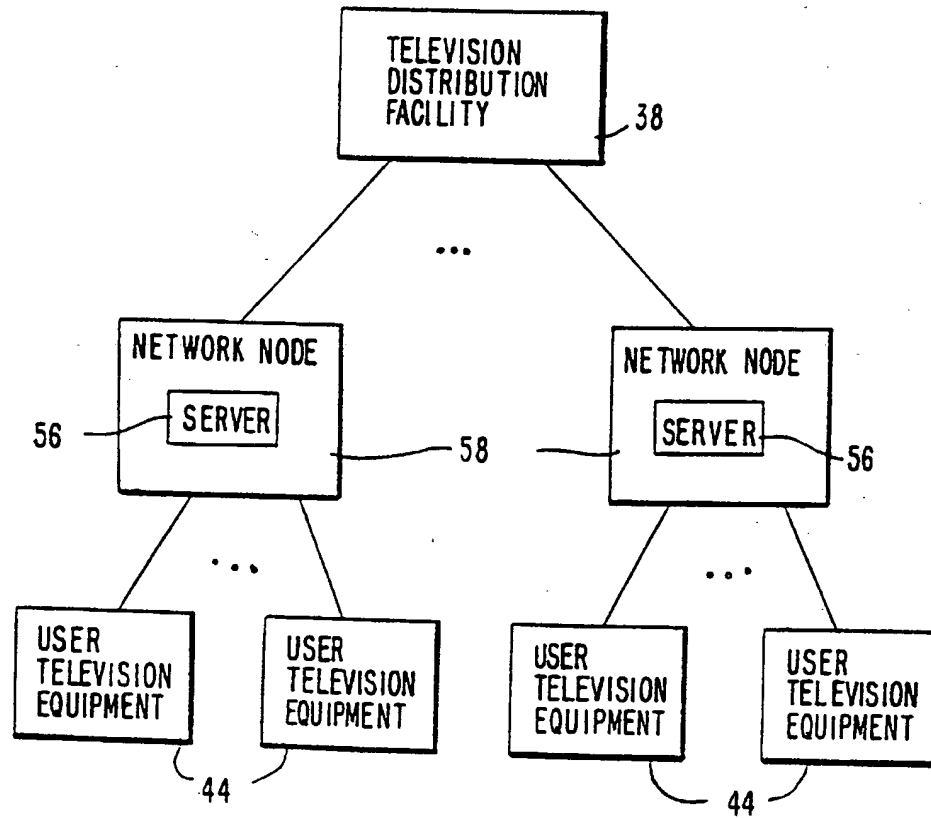 TELEVISION
DISTRIBUTION
FACILITY
38
NETWORK NODE
SERVER
56
58
NETWORK NODE
SERVER
56
USER
TELEVISION
EQUIPMENT
USER
TELEVISION
EQUIPMENT
44
USER
TELEVISION
EQUIPMENT
USER
TELEVISION
EQUIPMENT
44